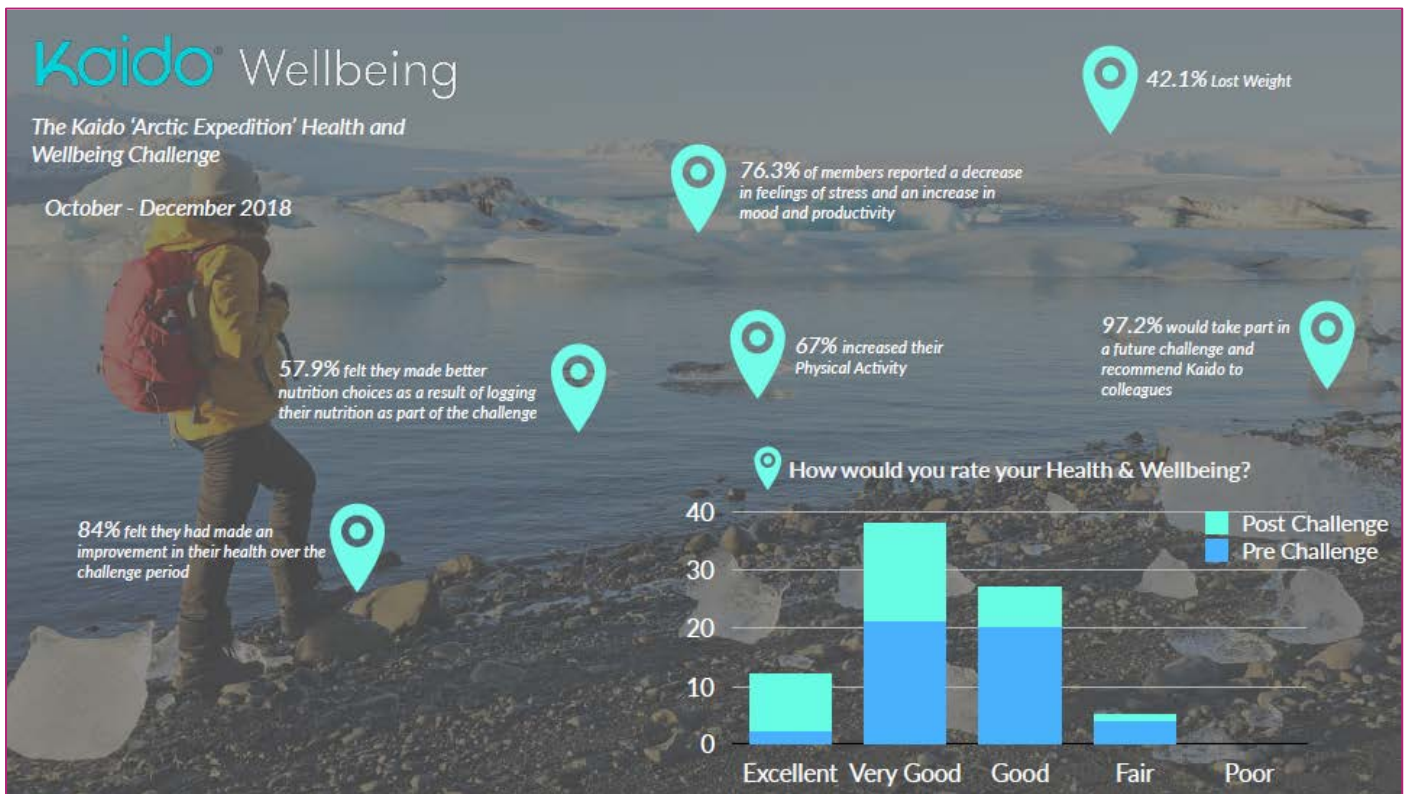 Kaido® Wellbeing
The Kaido 'Arctic Expedition' Health and
Wellbeing Challenge
October - December 2018
42.1% Lost Weight
76.3% of members reported a decrease
in feelings of stress and an increase in
mood and productivity
97.2% would take part in
a future challenge and
recommend Kaido to
colleagues
67% increased their
Physical Activity
57.9% felt they made better
nutrition choices as a result of logging
their nutrition as part of the challenge
84% felt they had made an
improvement in their health over the
challenge period
How would you rate your Health & Wellbeing?
Post Challenge
Pre Challenge
40
30
20
10
0
Excellent Very Good Good Fair Poor